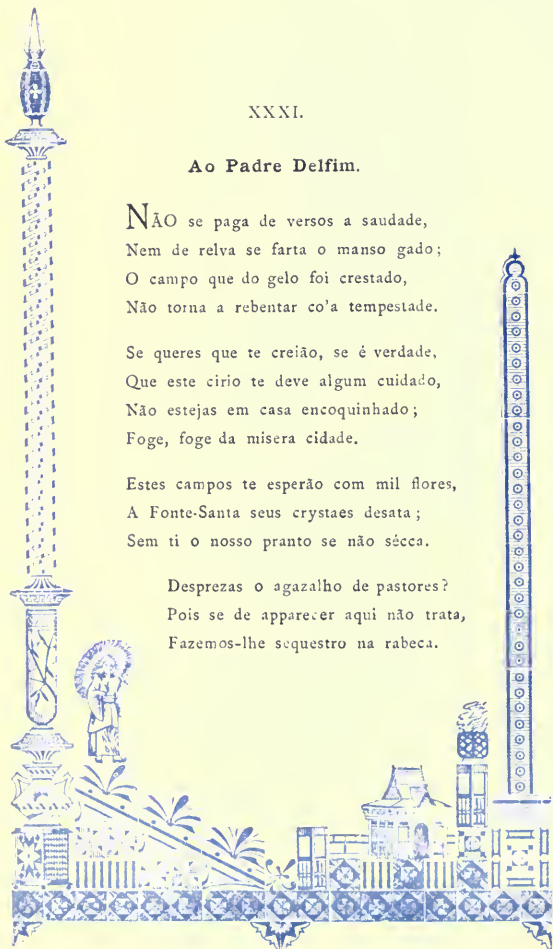 XXXI.
Ao Padre Delfim.
NÃO se paga de versos a saudade,
Nem de relva se farta o manso gado;
O campo que do gelo foi crestado,
Não torna a rebentar co'a tempestade.
Se queres que te creião, se é verdade,
Que este cirio te deve algum cuidado,
Não estejas em casa encoquinhado;
Foge, foge da misera cidade.
Estes campos te esperão com mil flores,
A Fonte-Santa seus crystaes desata;
Sem ti o nosso pranto se não sécca.
Desprezas o agazalho de pastores?
Pois se de apparecer aqui não trata,
Fazemos-lhe sequestro na rabeca.